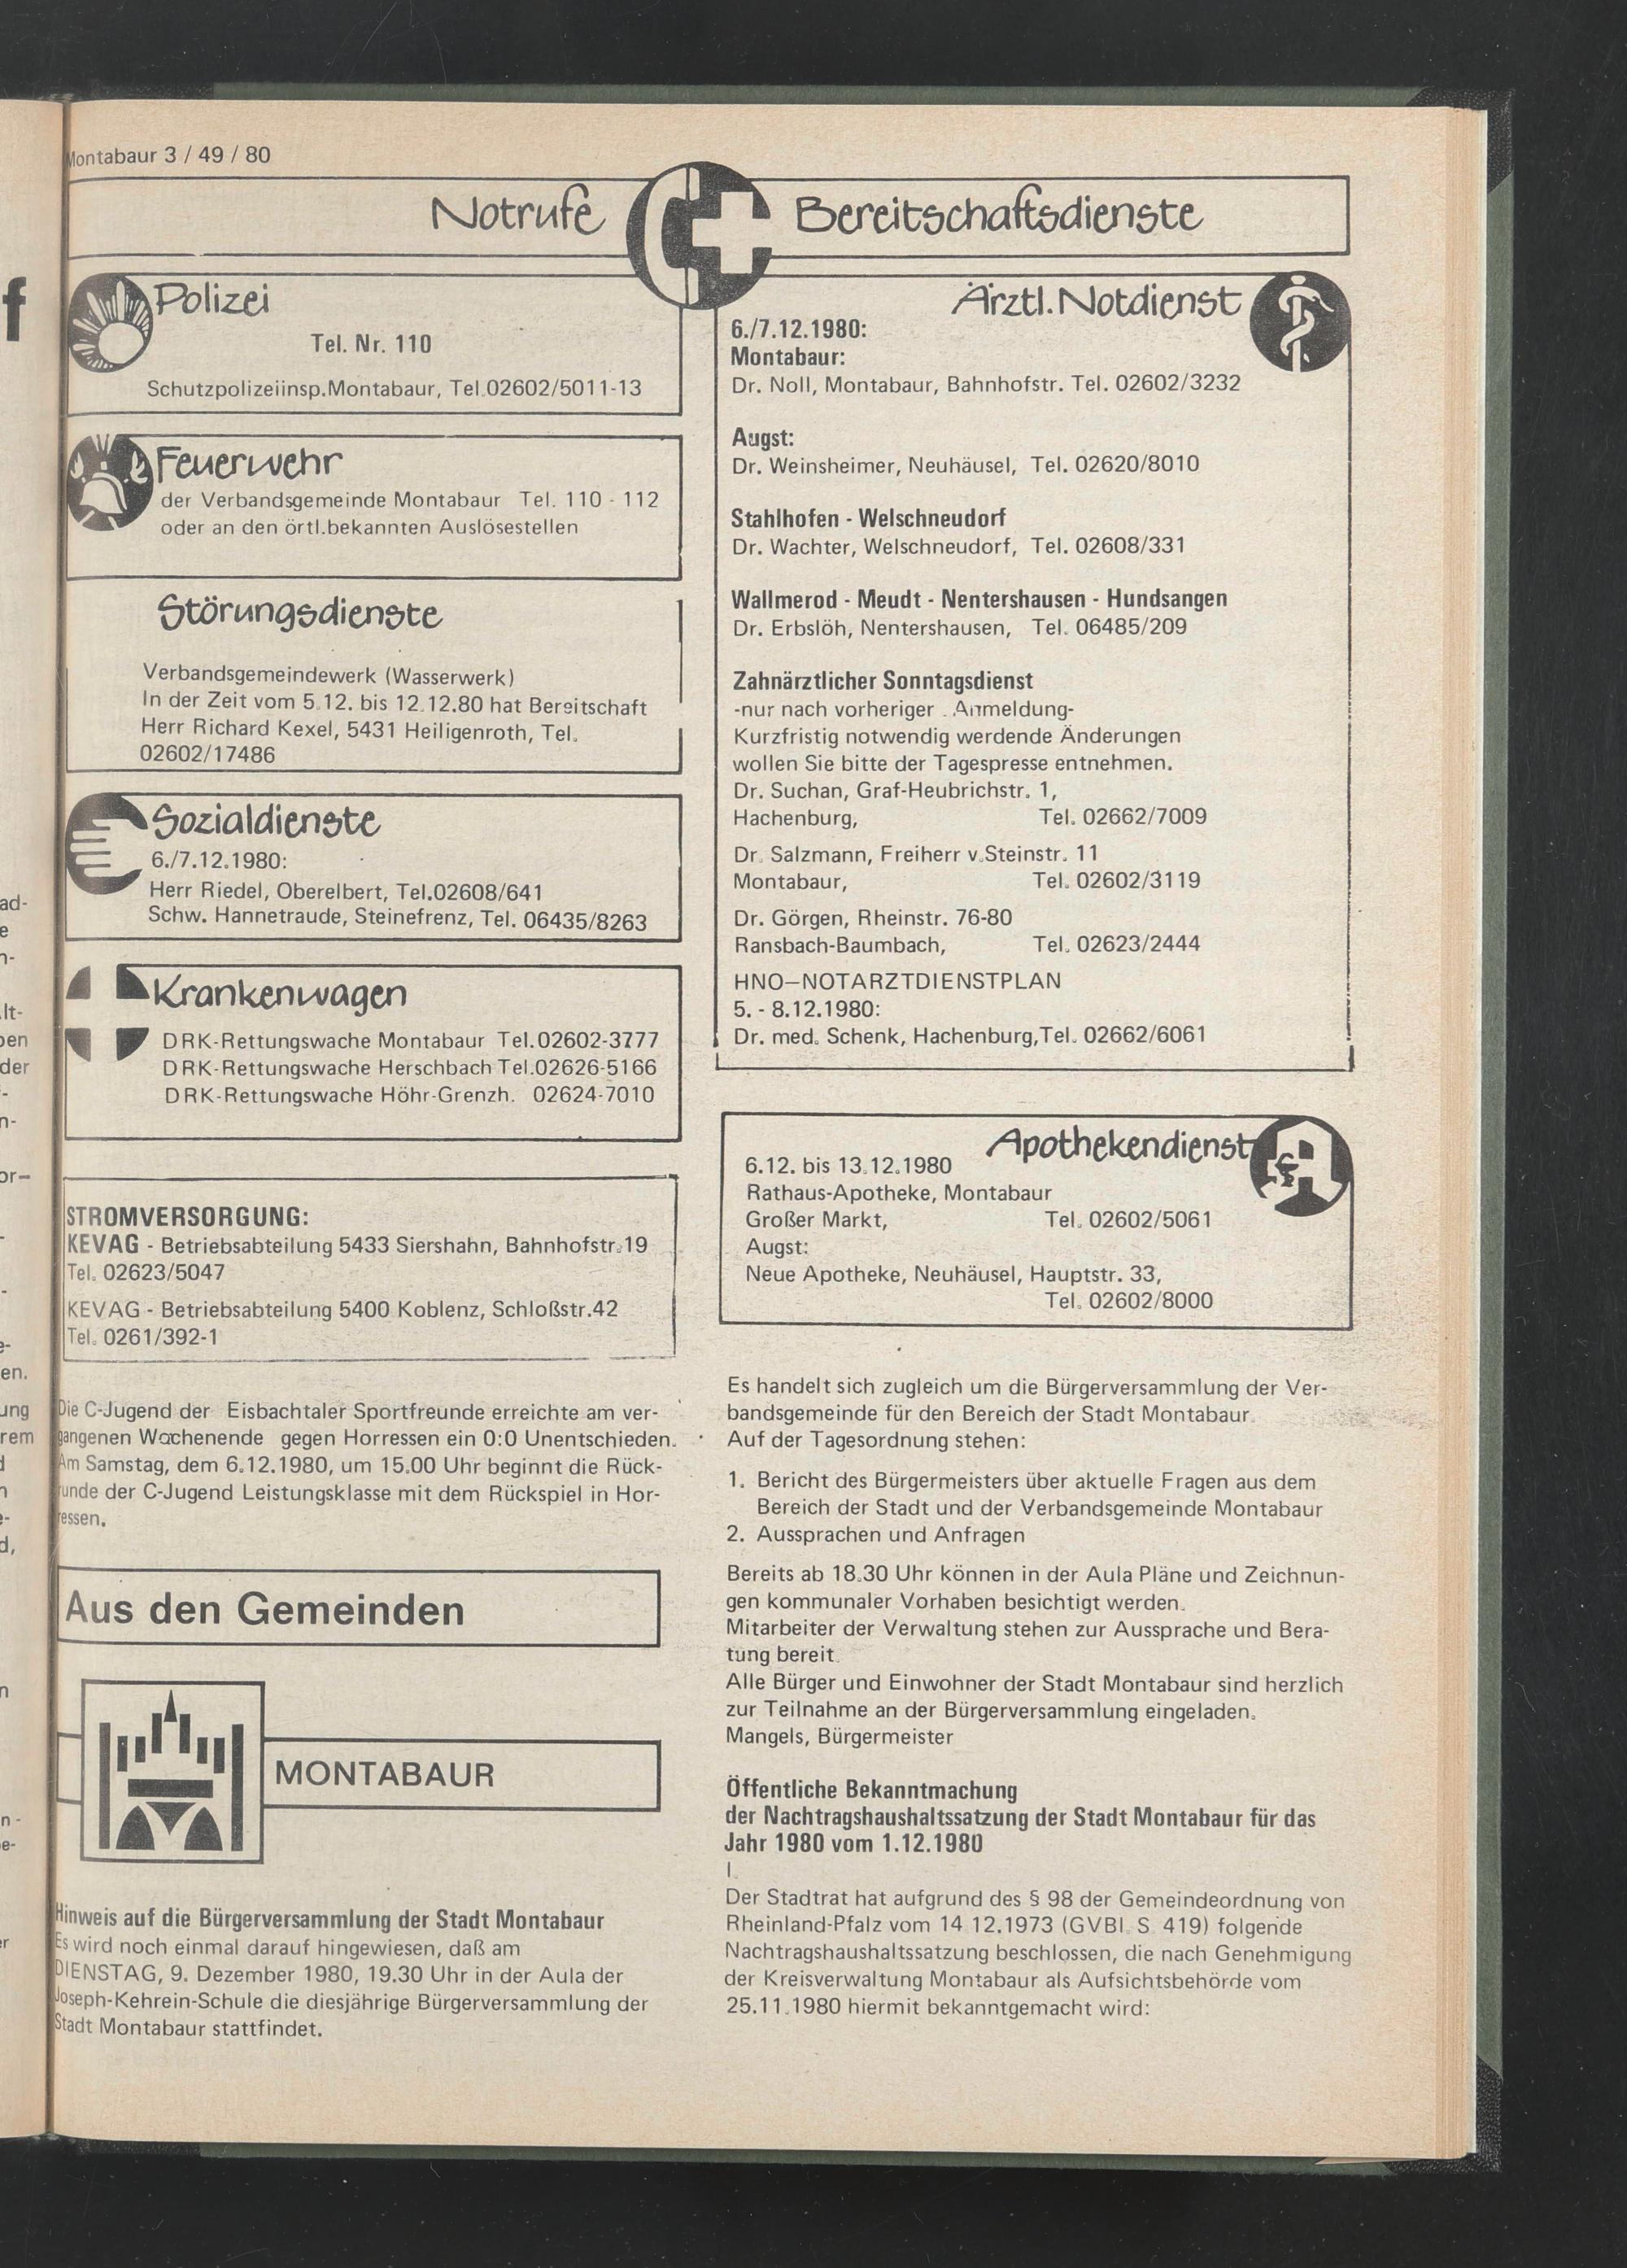 Montabaur 3 / 49 / 80
Notrufe Bereitschaftsdienste
Polizei
Tel. Nr. 110
Schutzpolizeiinsp.Montabaur, Tel.02602/5011-13
Feuerwehr
der Verbandsgemeinde Montabaur Tel. 110 - 112
oder an den örtl.bekannten Auslösestellen
Störungsdienste
Verbandsgemeindewerk (Wasserwerk)
In der Zeit vom 5.12. bis 12.12.80 hat Bereitschaft
Herr Richard Kexel, 5431 Heiligenroth, Tel.
02602/17486
Sozialdienste
6./7.12.1980:
Herr Riedel, Oberelbert, Tel.02608/641
Schw. Hannetraude, Steinefrenz, Tel. 06435/8263
Krankenwagen
DRK-Rettungswache Montabaur Tel.02602-3777
DRK-Rettungswache Herschbach Tel.02626-5166
DRK-Rettungswache Höhr-Grenzh. 02624-7010
STROMVERSORGUNG:
KEVAG - Betriebsabteilung 5433 Siershahn, Bahnhofstr.19
Tel. 02623/5047
KEVAG - Betriebsabteilung 5400 Koblenz, Schloßstr.42
Tel. 0261/392-1
Die C-Jugend der Eisbachtaler Sportfreunde erreichte am ver-
gangenen Wochenende gegen Horressen ein 0:0 Unentschieden.
Am Samstag, dem 6.12.1980, um 15.00 Uhr beginnt die Rück-
runde der C-Jugend Leistungsklasse mit dem Rückspiel in Hor-
ressen.
Aus den Gemeinden
MONTABAUR
Hinweis auf die Bürgerversammlung der Stadt Montabaur
Es wird noch einmal darauf hingewiesen, daß am
DIENSTAG, 9. Dezember 1980, 19.30 Uhr in der Aula der
Joseph-Kehrein-Schule die diesjährige Bürgerversammlung der
Stadt Montabaur stattfindet.
Ärztl. Notdienst
6./7.12.1980:
Montabaur:
Dr. Noll, Montabaur, Bahnhofstr. Tel. 02602/3232
Augst:
Dr. Weinsheimer, Neuhäusel, Tel. 02620/8010
Stahlhofen - Welschneudorf
Dr. Wachter, Welschneudorf, Tel. 02608/331
Wallmerod - Meudt - Nentershausen - Hundsangen
Dr. Erbslöh, Nentershausen, Tel. 06485/209
Zahnärztlicher Sonntagsdienst
-nur nach vorheriger Anmeldung-
Kurzfristig notwendig werdende Änderungen
wollen Sie bitte der Tagespresse entnehmen.
Dr. Suchan, Graf-Heubrichstr. 1,
Hachenburg, Tel. 02662/7009
Dr. Salzmann, Freiherr v.Steinstr. 11
Montabaur, Tel. 02602/3119
Dr. Görgen, Rheinstr. 76-80
Ransbach-Baumbach, Tel. 02623/2444
HNO–NOTARZTDIENSTPLAN
5. - 8.12.1980:
Dr. med. Schenk, Hachenburg,Tel. 02662/6061
Apothekendienst
6.12. bis 13.12.1980
Rathaus-Apotheke, Montabaur
Großer Markt, Tel. 02602/5061
Augst:
Neue Apotheke, Neuhäusel, Hauptstr. 33,
Tel. 02602/8000
Es handelt sich zugleich um die Bürgerversammlung der Ver-
bandsgemeinde für den Bereich der Stadt Montabaur.
Auf der Tagesordnung stehen:
1. Bericht des Bürgermeisters über aktuelle Fragen aus dem
Bereich der Stadt und der Verbandsgemeinde Montabaur
2. Aussprachen und Anfragen
Bereits ab 18.30 Uhr können in der Aula Pläne und Zeichnun-
gen kommunaler Vorhaben besichtigt werden.
Mitarbeiter der Verwaltung stehen zur Aussprache und Bera-
tung bereit.
Alle Bürger und Einwohner der Stadt Montabaur sind herzlich
zur Teilnahme an der Bürgerversammlung eingeladen.
Mangels, Bürgermeister
Öffentliche Bekanntmachung
der Nachtragshaushaltssatzung der Stadt Montabaur für das
Jahr 1980 vom 1.12.1980
I.
Der Stadtrat hat aufgrund des § 98 der Gemeindeordnung von
Rheinland-Pfalz vom 14.12.1973 (GVBl. S. 419) folgende
Nachtragshaushaltssatzung beschlossen, die nach Genehmigung
der Kreisverwaltung Montabaur als Aufsichtsbehörde vom
25.11.1980 hiermit bekanntgemacht wird: